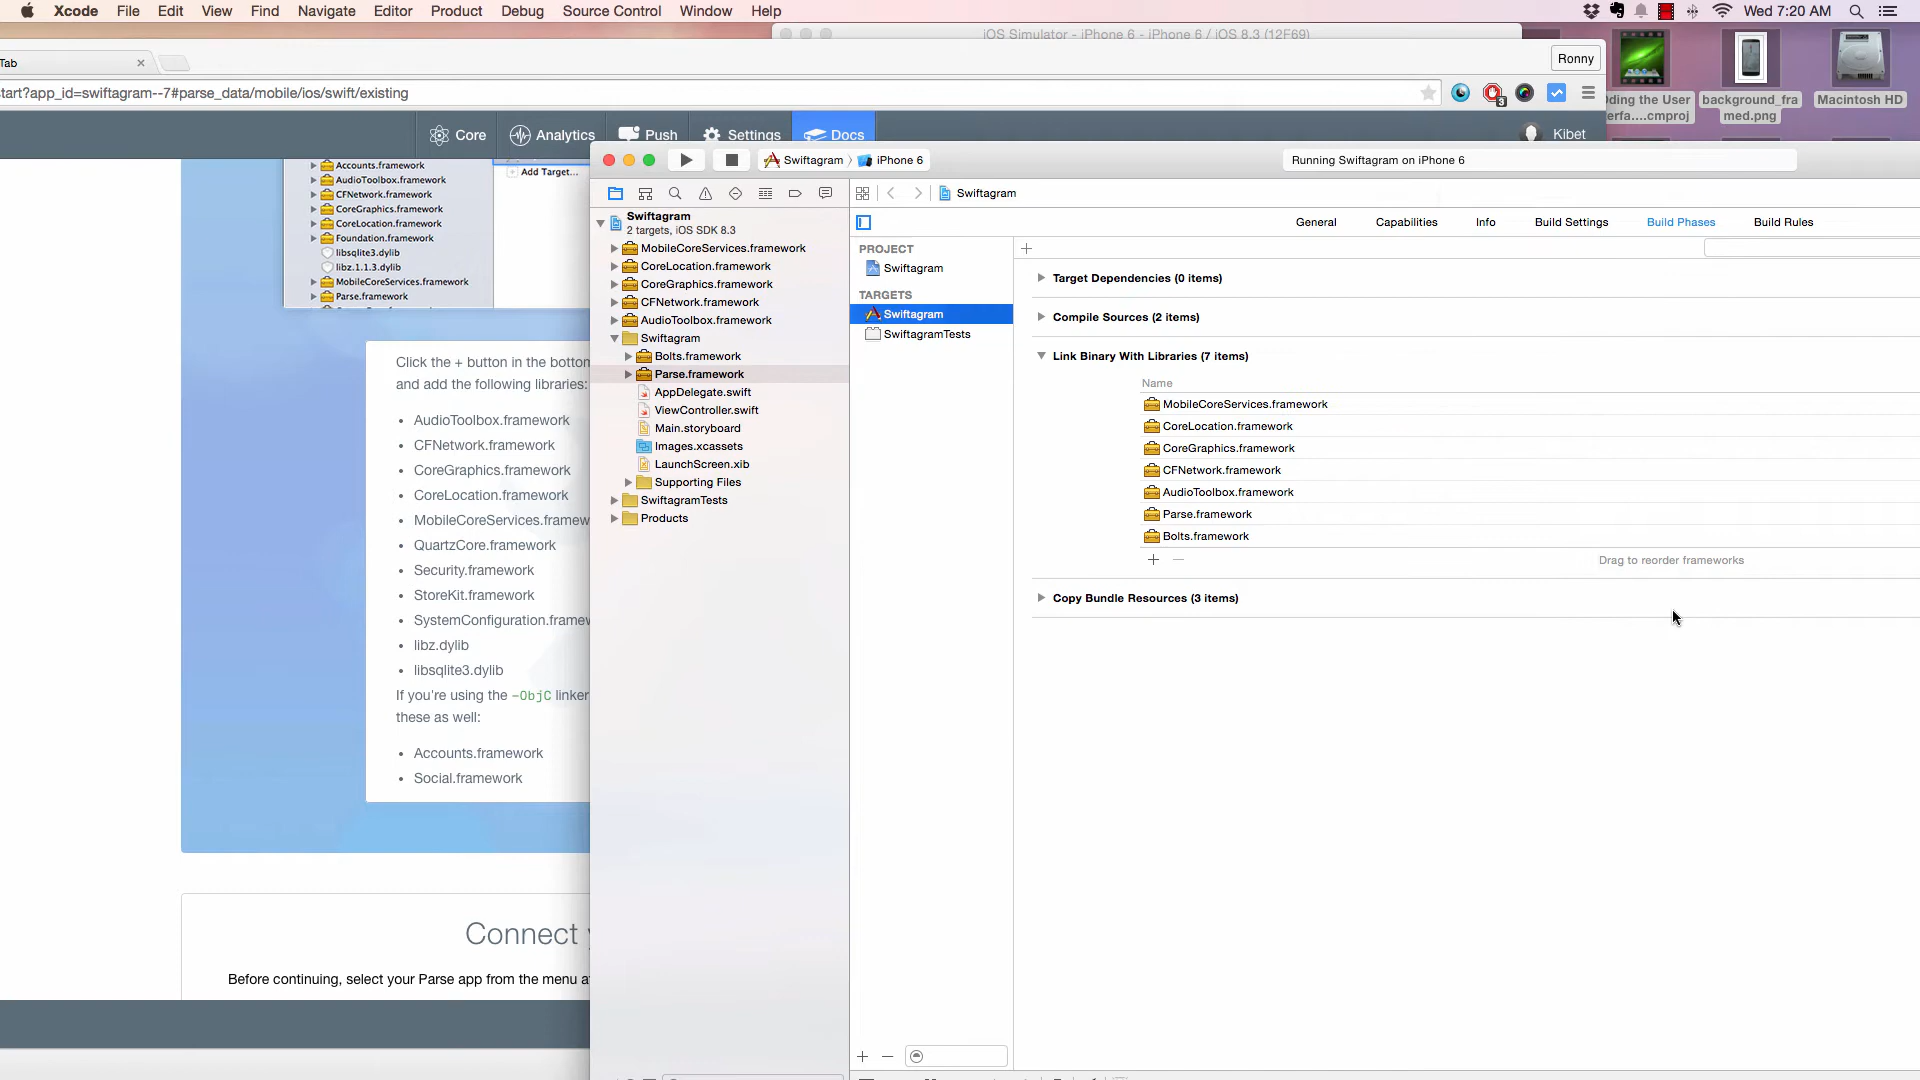 Xcode File Edit View Find Navigate Editor Product Debug Source Control Window Help
Wed 7:20 AM
iOS Simulator - iPhone 6 - iPhone 6 / iOS 8.3 (12F69)
Tab
Ronny
start?app_id=swiftagram--7#parse_data/mobile/ios/swift/existing
3
ding the User
erfa....cmproj
background_fra
med.png
Macintosh HD
Core Analytics Push Settings Docs Kibet
Accounts.framework
AudioToolbox.framework
CFNetwork.framework
CoreGraphics.framework
CoreLocation.framework
Foundation.framework
libsqlite3.dylib
libz.1.1.3.dylib
MobileCoreServices.framework
Parse.framework
Add Target...
Click the + button in the bottom
and add the following libraries:
• AudioToolbox.framework
• CFNetwork.framework
• CoreGraphics.framework
• CoreLocation.framework
• MobileCoreServices.framew
• QuartzCore.framework
• Security.framework
• StoreKit.framework
• SystemConfiguration.framew
• libz.dylib
• libsqlite3.dylib
If you're using the -ObjC linker
these as well:
• Accounts.framework
• Social.framework
Connect y
Before continuing, select your Parse app from the menu at
Swiftagram iPhone 6
Running Swiftagram on iPhone 6
Swiftagram
2 targets, iOS SDK 8.3
MobileCoreServices.framework
CoreLocation.framework
CoreGraphics.framework
CFNetwork.framework
AudioToolbox.framework
Swiftagram
Bolts.framework
Parse.framework
AppDelegate.swift
ViewController.swift
Main.storyboard
Images.xcassets
LaunchScreen.xib
Supporting Files
SwiftagramTests
Products
Swiftagram
General Capabilities Info Build Settings Build Phases Build Rules
PROJECT
Swiftagram
TARGETS
Swiftagram
SwiftagramTests
Target Dependencies (0 items)
Compile Sources (2 items)
Link Binary With Libraries (7 items)
Name
MobileCoreServices.framework
CoreLocation.framework
CoreGraphics.framework
CFNetwork.framework
AudioToolbox.framework
Parse.framework
Bolts.framework
Drag to reorder frameworks
Copy Bundle Resources (3 items)